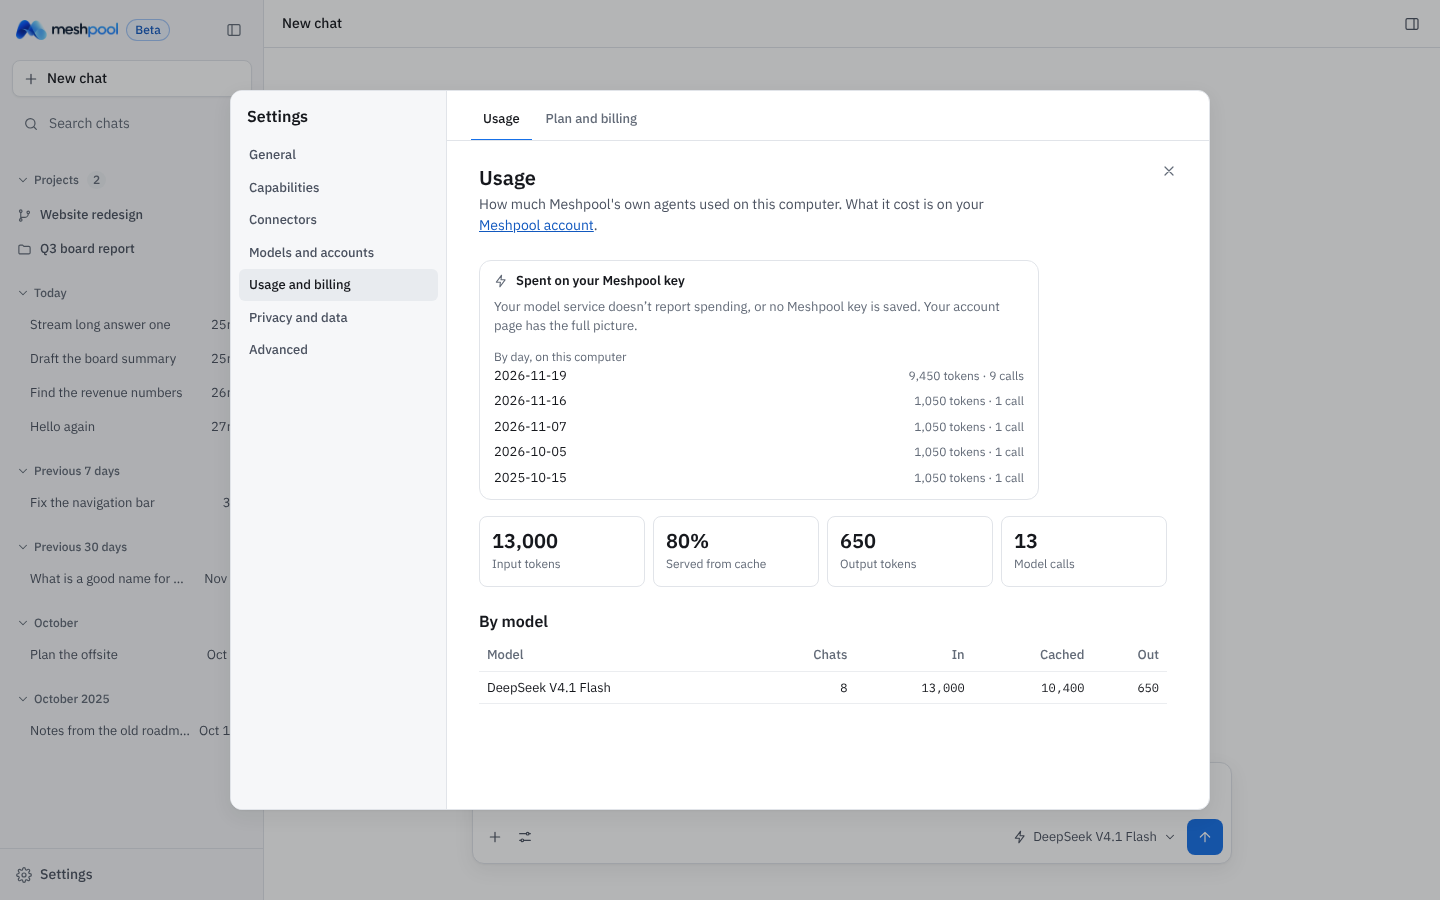 meshpool Beta
New chat
New chat
Search chats
Projects 2
Website redesign
Q3 board report
Today
Stream long answer one 25
Draft the board summary 25
Find the revenue numbers 26
Hello again 27
Previous 7 days
Fix the navigation bar 3
Previous 30 days
What is a good name for ... Nov
October
Plan the offsite Oct
October 2025
Notes from the old roadm... Oct 1
Settings
Settings
General
Capabilities
Connectors
Models and accounts
Usage and billing
Privacy and data
Advanced
Usage Plan and billing
Usage
How much Meshpool's own agents used on this computer. What it cost is on your
Meshpool account.
Spent on your Meshpool key
Your model service doesn't report spending, or no Meshpool key is saved. Your account
page has the full picture.
By day, on this computer
2026-11-19 9,450 tokens · 9 calls
2026-11-16 1,050 tokens · 1 call
2026-11-07 1,050 tokens · 1 call
2026-10-05 1,050 tokens · 1 call
2025-10-15 1,050 tokens · 1 call
13,000 80% 650 13
Input tokens Served from cache Output tokens Model calls
By model
Model Chats In Cached Out
DeepSeek V4.1 Flash 8 13,000 10,400 650
DeepSeek V4.1 Flash